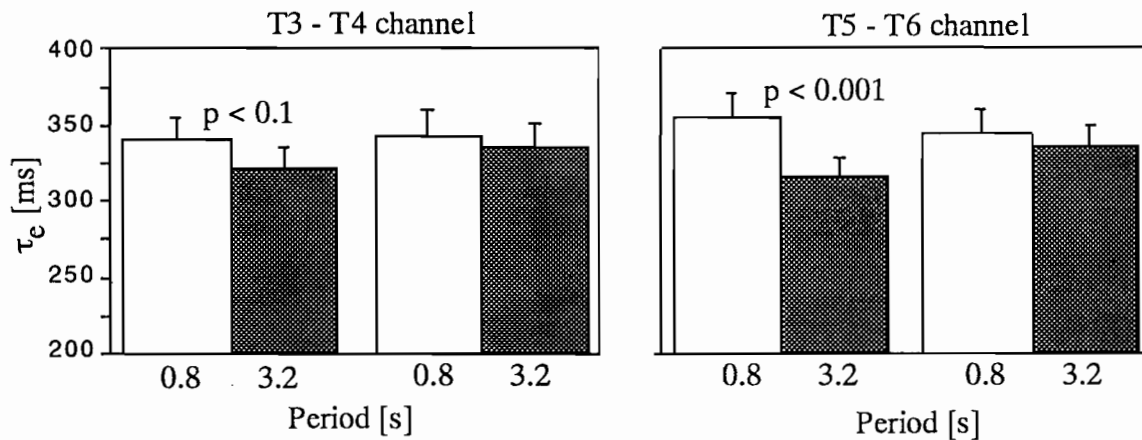 T3 - T4 channel
400
350
300
250
200
τe [ms]
p < 0.1
0.8 3.2 0.8 3.2
Period [s]
T5 - T6 channel
p < 0.001
0.8 3.2 0.8 3.2
Period [s]